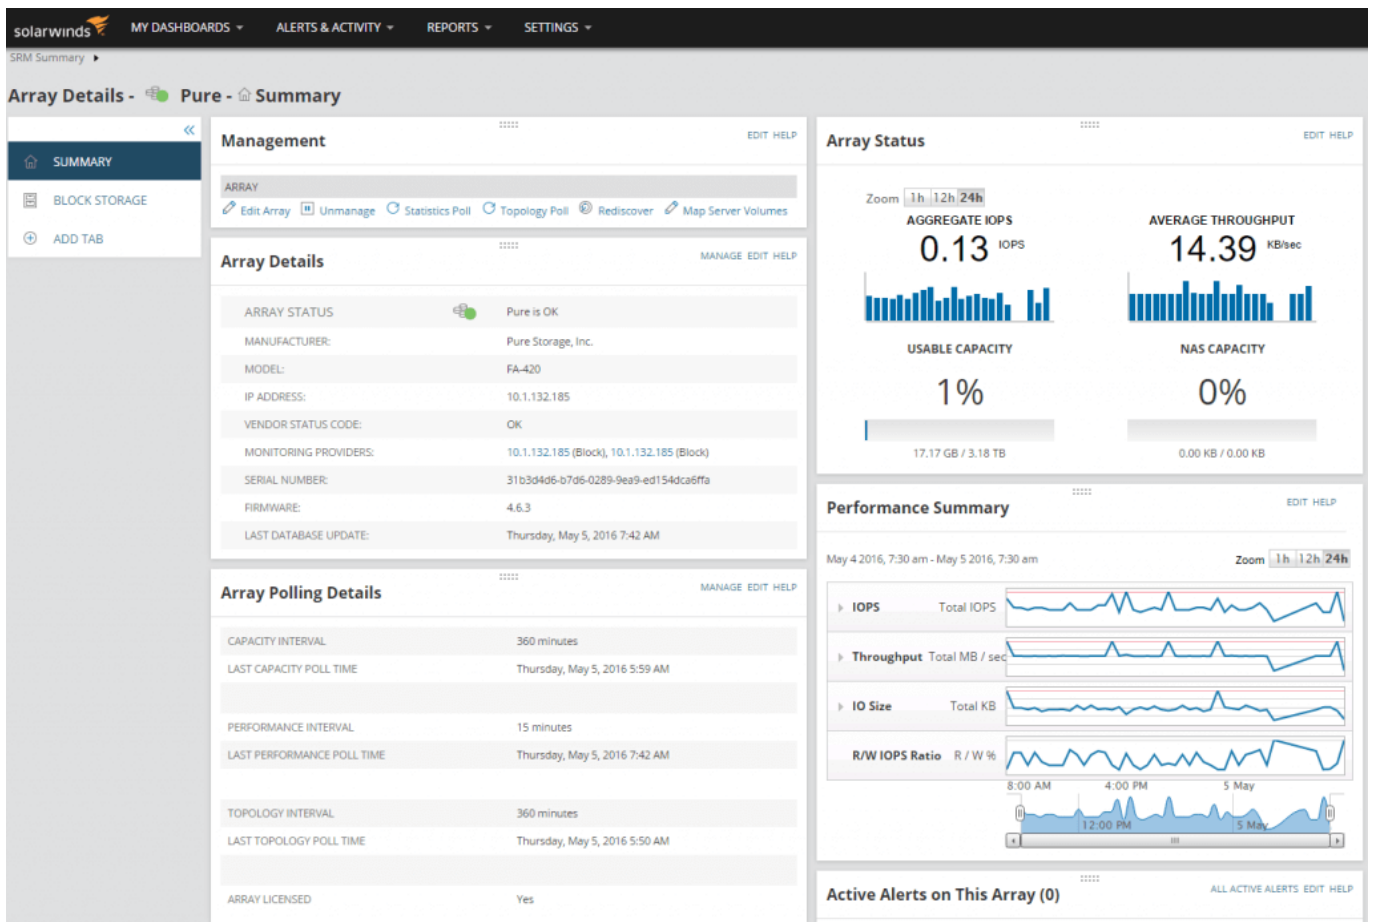 solarwinds MY DASHBOARDS ALERTS & ACTIVITY REPORTS SETTINGS
SRM Summary
Array Details - Pure - Summary
SUMMARY
BLOCK STORAGE
ADD TAB
Management EDIT HELP
ARRAY
Edit Array Unmanage Statistics Poll Topology Poll Rediscover Map Server Volumes
Array Details MANAGE EDIT HELP
ARRAY STATUS Pure is OK
MANUFACTURER: Pure Storage, Inc.
MODEL: FA-420
IP ADDRESS: 10.1.132.185
VENDOR STATUS CODE: OK
MONITORING PROVIDERS: 10.1.132.185 (Block), 10.1.132.185 (Block)
SERIAL NUMBER: 31b3d4d6-b7d6-0289-9ea9-ed154dca6ffa
FIRMWARE: 4.6.3
LAST DATABASE UPDATE: Thursday, May 5, 2016 7:42 AM
Array Polling Details MANAGE EDIT HELP
CAPACITY INTERVAL 360 minutes
LAST CAPACITY POLL TIME Thursday, May 5, 2016 5:59 AM
PERFORMANCE INTERVAL 15 minutes
LAST PERFORMANCE POLL TIME Thursday, May 5, 2016 7:42 AM
TOPOLOGY INTERVAL 360 minutes
LAST TOPOLOGY POLL TIME Thursday, May 5, 2016 5:50 AM
ARRAY LICENSED Yes
Array Status EDIT HELP
Zoom 1h 12h 24h
AGGREGATE IOPS AVERAGE THROUGHPUT
0.13 IOPS 14.39 KB/sec
USABLE CAPACITY NAS CAPACITY
1% 0%
17.17 GB / 3.18 TB 0.00 KB / 0.00 KB
Performance Summary EDIT HELP
May 4 2016, 7:30 am - May 5 2016, 7:30 am Zoom 1h 12h 24h
IOPS Total IOPS
Throughput Total MB / sec
IO Size Total KB
R/W IOPS Ratio R / W %
8:00 AM 4:00 PM 5 May
12:00 PM 5 May
Active Alerts on This Array (0) ALL ACTIVE ALERTS EDIT HELP